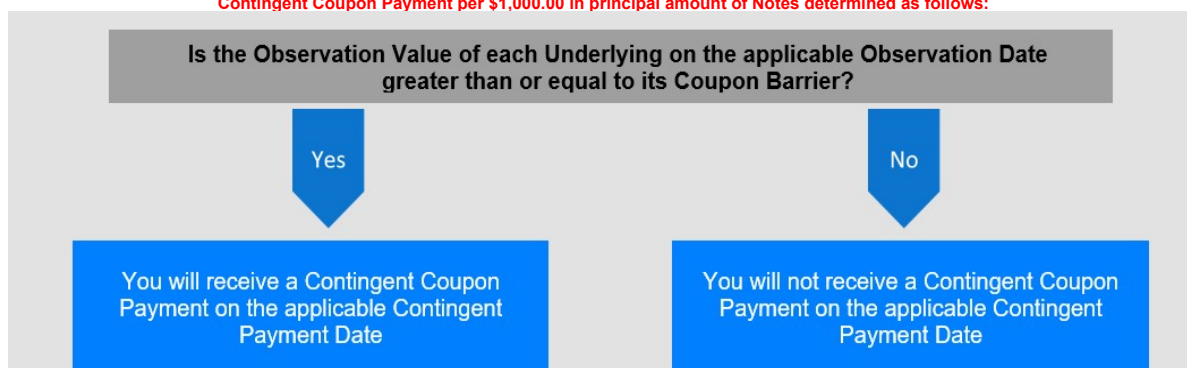 Contingent Coupon Payment per $1,000.00 in principal amount of Notes determined as follows:
Is the Observation Value of each Underlying on the applicable Observation Date
greater than or equal to its Coupon Barrier?
Yes
No
You will receive a Contingent Coupon
Payment on the applicable Contingent
Payment Date
You will not receive a Contingent Coupon
Payment on the applicable Contingent
Payment Date